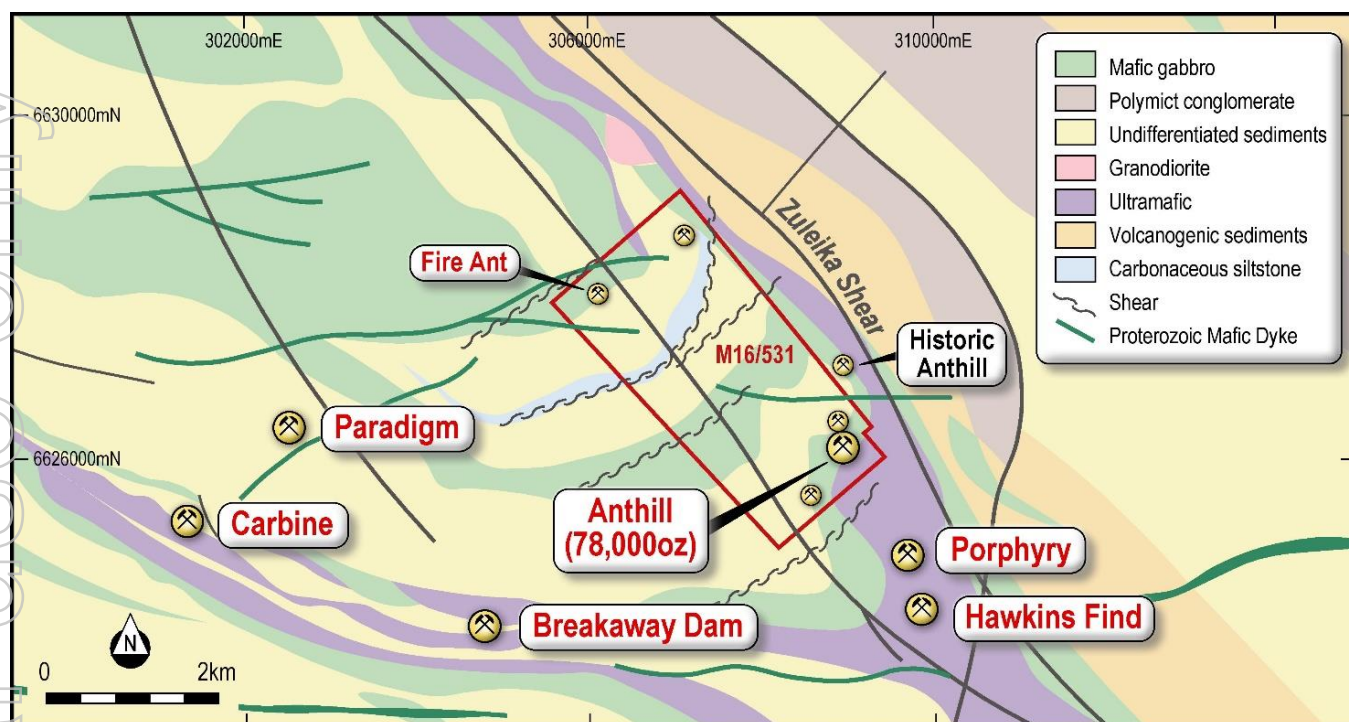 302000mE
306000mE
310000mE
6630000mN
6626000mN
Mafic gabbro
Polymict conglomerate
Undifferentiated sediments
Granodiorite
Ultramafic
Volcanogenic sediments
Carbonaceous siltstone
Shear
Proterozoic Mafic Dyke
Zuleika Shear
Fire Ant
M16/531
Historic
Anthill
Paradigm
Carbine
Anthill
(78,000oz)
Porphyry
Hawkins Find
Breakaway Dam
N
0
2km